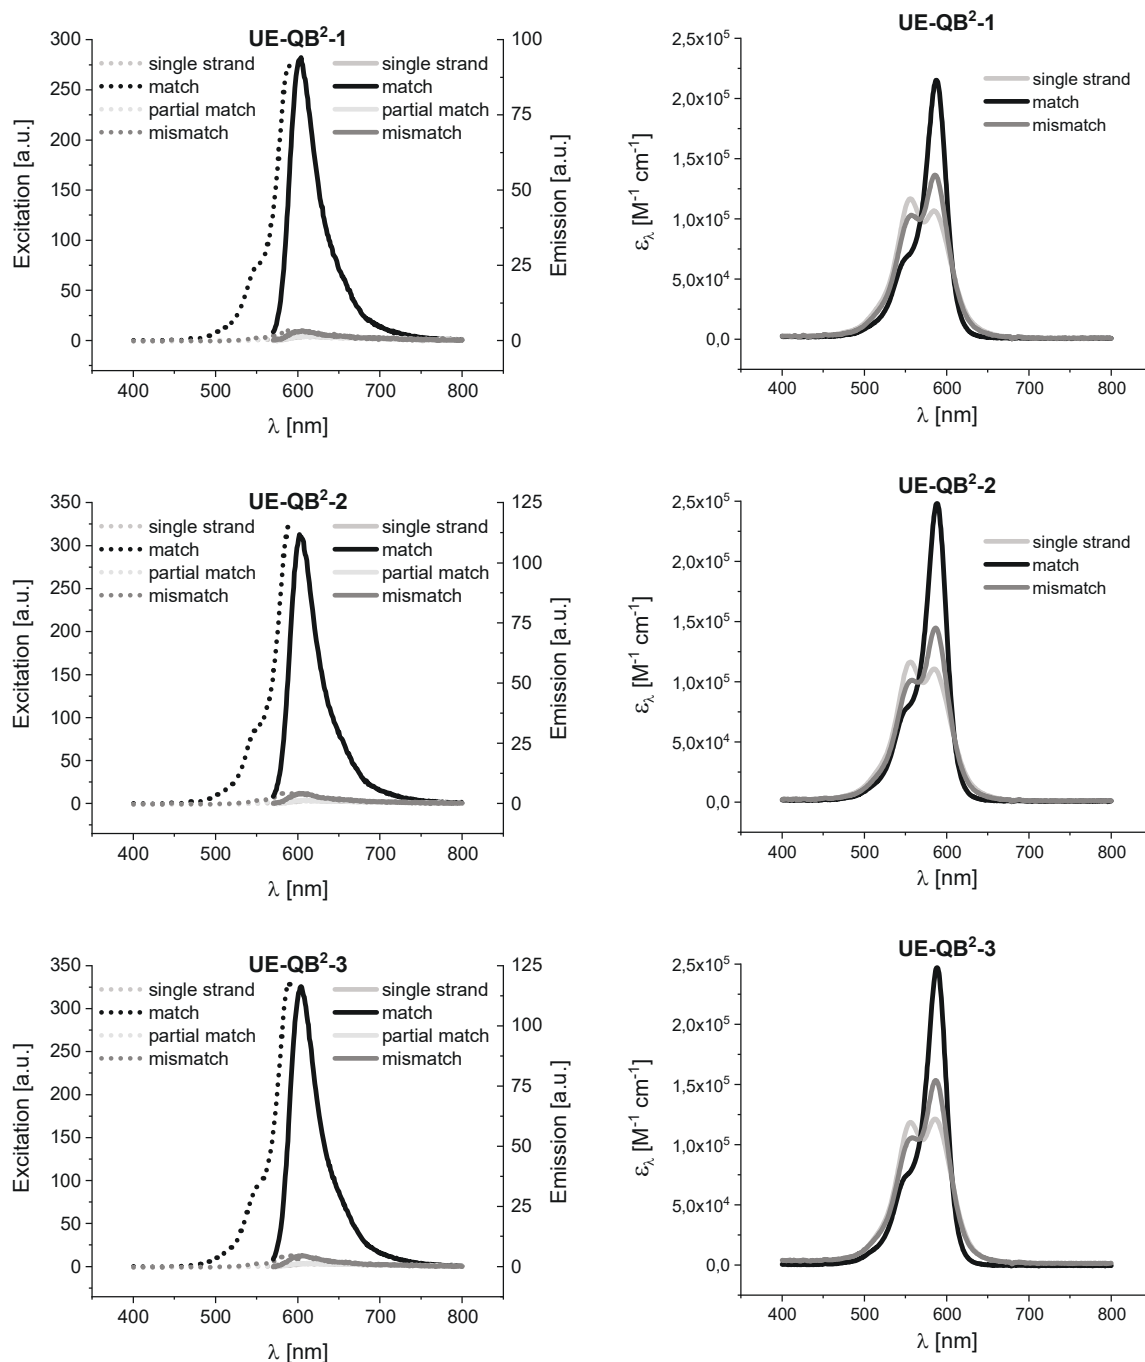 UE-QB²-1
300
250
200
150
100
50
0
Excitation [a.u.]
single strand
match
partial match
mismatch
single strand
match
partial match
mismatch
100
75
50
25
0
Emission [a.u.]
400 500 600 700 800
λ [nm]
UE-QB²-1
2,5x10⁵
2,0x10⁵
1,5x10⁵
1,0x10⁵
5,0x10⁴
0,0
ελ [M⁻¹ cm⁻¹]
single strand
match
mismatch
400 500 600 700 800
λ [nm]
UE-QB²-2
350
300
250
200
150
100
50
0
Excitation [a.u.]
single strand
match
partial match
mismatch
single strand
match
partial match
mismatch
125
100
75
50
25
0
Emission [a.u.]
400 500 600 700 800
λ [nm]
UE-QB²-2
2,5x10⁵
2,0x10⁵
1,5x10⁵
1,0x10⁵
5,0x10⁴
0,0
ελ [M⁻¹ cm⁻¹]
single strand
match
mismatch
400 500 600 700 800
λ [nm]
UE-QB²-3
350
300
250
200
150
100
50
0
Excitation [a.u.]
single strand
match
partial match
mismatch
single strand
match
partial match
mismatch
125
100
75
50
25
0
Emission [a.u.]
400 500 600 700 800
λ [nm]
UE-QB²-3
2,5x10⁵
2,0x10⁵
1,5x10⁵
1,0x10⁵
5,0x10⁴
0,0
ελ [M⁻¹ cm⁻¹]
single strand
match
mismatch
400 500 600 700 800
λ [nm]